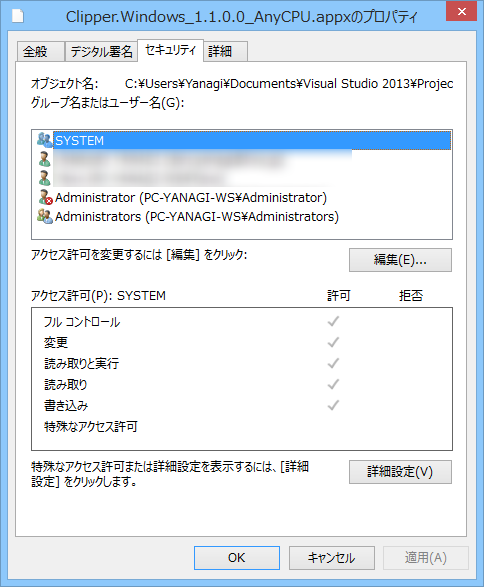 Clipper.Windows_1.1.0.0_AnyCPU.appxのプロパティ
全般
デジタル署名
セキュリティ
詳細
オブジェクト名: C:¥Users¥Yanagi¥Documents¥Visual Studio 2013¥Projec
グループ名またはユーザー名(G):
SYSTEM
Administrator (PC-YANAGI-WS¥Administrator)
Administrators (PC-YANAGI-WS¥Administrators)
アクセス許可を変更するには [編集] をクリック:
編集(E)...
アクセス許可(P): SYSTEM 許可 拒否
フル コントロール
変更
読み取りと実行
読み取り
書き込み
特殊なアクセス許可
特殊なアクセス許可または詳細設定を表示するには、[詳細
設定] をクリックします。
詳細設定(V)
OK
キャンセル
適用(A)